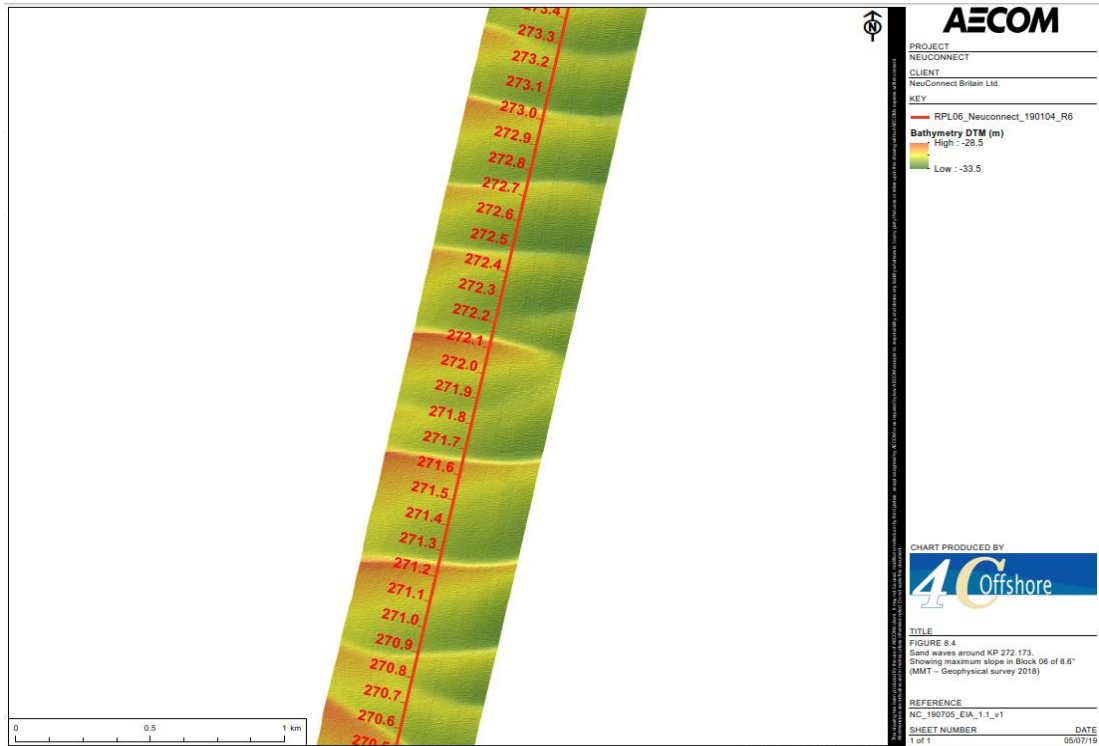 273.4
273.3
273.2
273.1
273.0
272.9
272.8
272.7
272.6
272.5
272.4
272.3
272.2
272.1
272.0
271.9
271.8
271.7
271.6
271.5
271.4
271.3
271.2
271.1
271.0
270.9
270.8
270.7
270.6
270.5
0 0.5 1 km
N
AECOM
PROJECT
NEUCONNECT
CLIENT
NeuConnect Britain Ltd.
KEY
RPL06_Neuconnect_190104_R6
Bathymetry DTM (m)
High : -28.5
Low : -33.5
CHART PRODUCED BY
4C Offshore
TITLE
FIGURE 8.4
Sand waves around KP 272.173.
Showing maximum slope in Block 06 of 8.6°
(MMT – Geophysical survey 2018)
REFERENCE
NC_190705_EIA_1.1_v1
SHEET NUMBER DATE
1 of 1 05/07/19